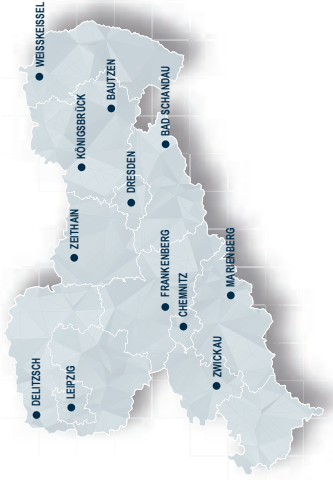 WEISSKEISSEL
BAUTZEN
KÖNIGSBRÜCK
BAD SCHANDAU
DRESDEN
ZEITHAIN
FRANKENBERG
MARIENBERG
CHEMNITZ
ZWICKAU
DELITZSCH
LEIPZIG